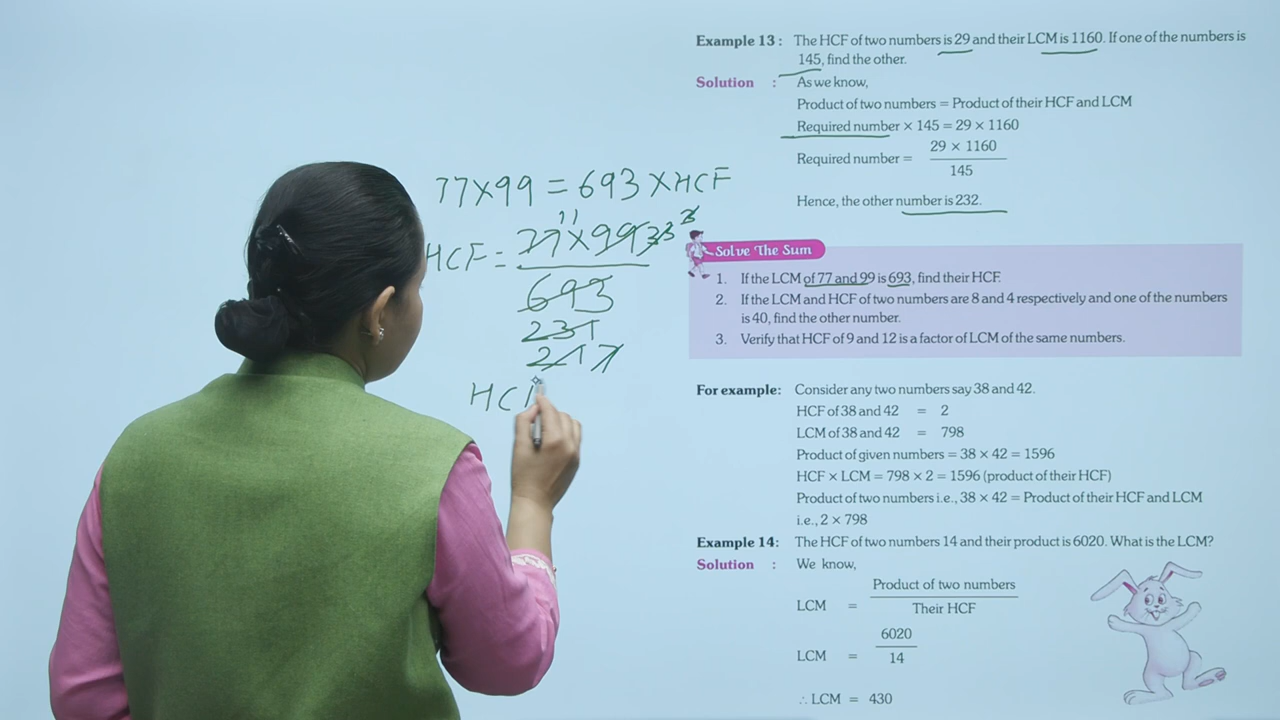 77×99 = 693 ×HCF
HCF = 77×99 33 3
11
693
231
21 7
HC
Example 13 : The HCF of two numbers is 29 and their LCM is 1160. If one of the numbers is
145, find the other.
Solution : As we know,
Product of two numbers = Product of their HCF and LCM
Required number × 145 = 29 × 1160
Required number = 29 × 1160
145
Hence, the other number is 232.
Solve The Sum
1. If the LCM of 77 and 99 is 693, find their HCF.
2. If the LCM and HCF of two numbers are 8 and 4 respectively and one of the numbers
is 40, find the other number.
3. Verify that HCF of 9 and 12 is a factor of LCM of the same numbers.
For example: Consider any two numbers say 38 and 42.
HCF of 38 and 42 = 2
LCM of 38 and 42 = 798
Product of given numbers = 38 × 42 = 1596
HCF × LCM = 798 × 2 = 1596 (product of their HCF)
Product of two numbers i.e., 38 × 42 = Product of their HCF and LCM
i.e., 2 × 798
Example 14: The HCF of two numbers 14 and their product is 6020. What is the LCM?
Solution : We know,
LCM = Product of two numbers
Their HCF
LCM = 6020
14
∴ LCM = 430